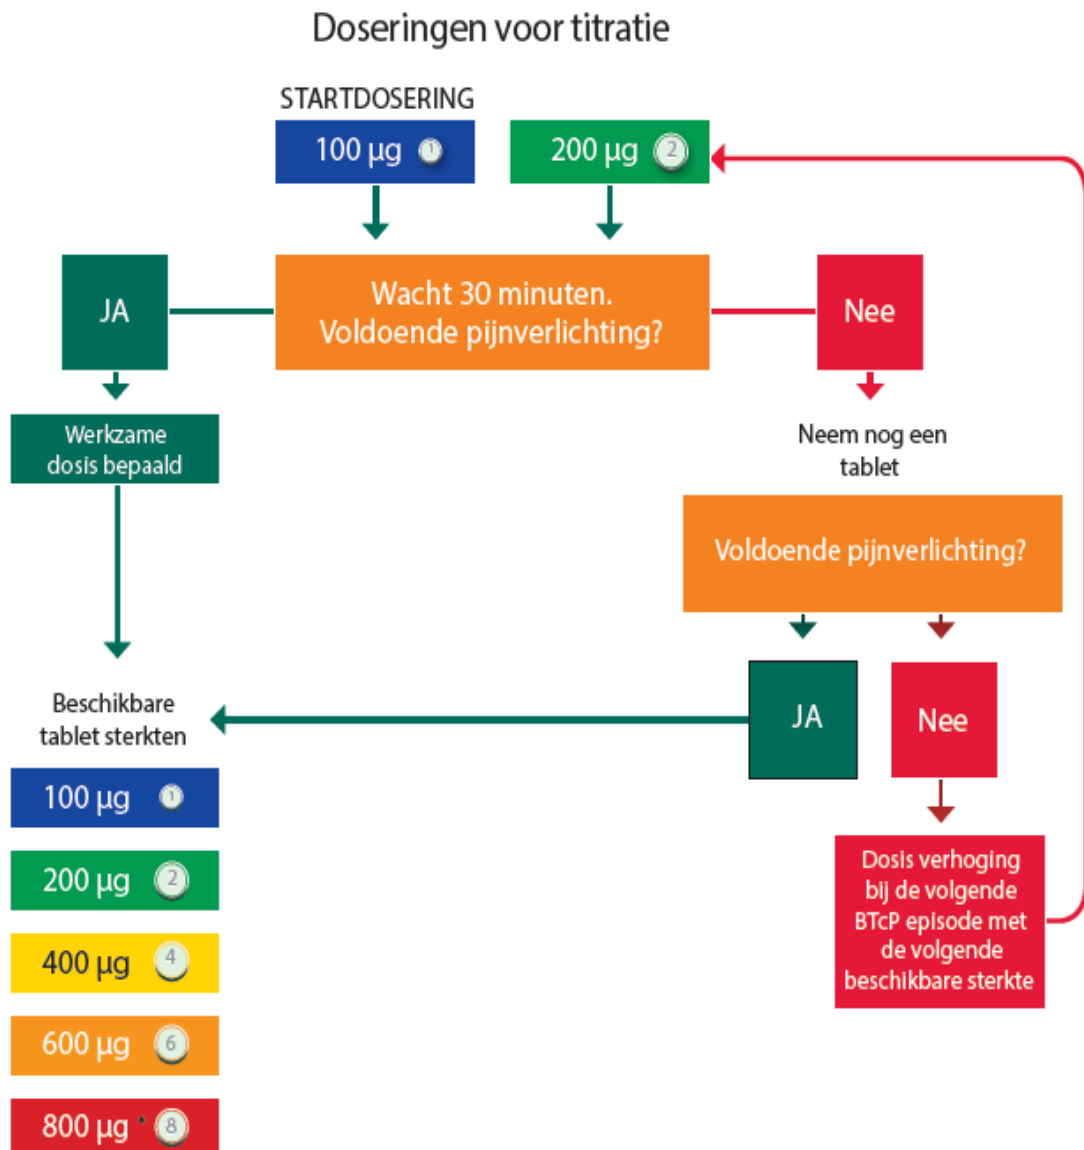 Doseringen voor titratie
STARTDOSERING
100 µg 1
200 µg 2
JA
Wacht 30 minuten.
Voldoende pijnverlichting?
Nee
Werkzame
dosis bepaald
Neem nog een
tablet
Voldoende pijnverlichting?
JA
Nee
Beschikbare
tablet sterkten
100 µg 1
200 µg 2
400 µg 4
600 µg 6
800 µg 8
Dosis verhoging
bij de volgende
BTcP episode met
de volgende
beschikbare sterkte